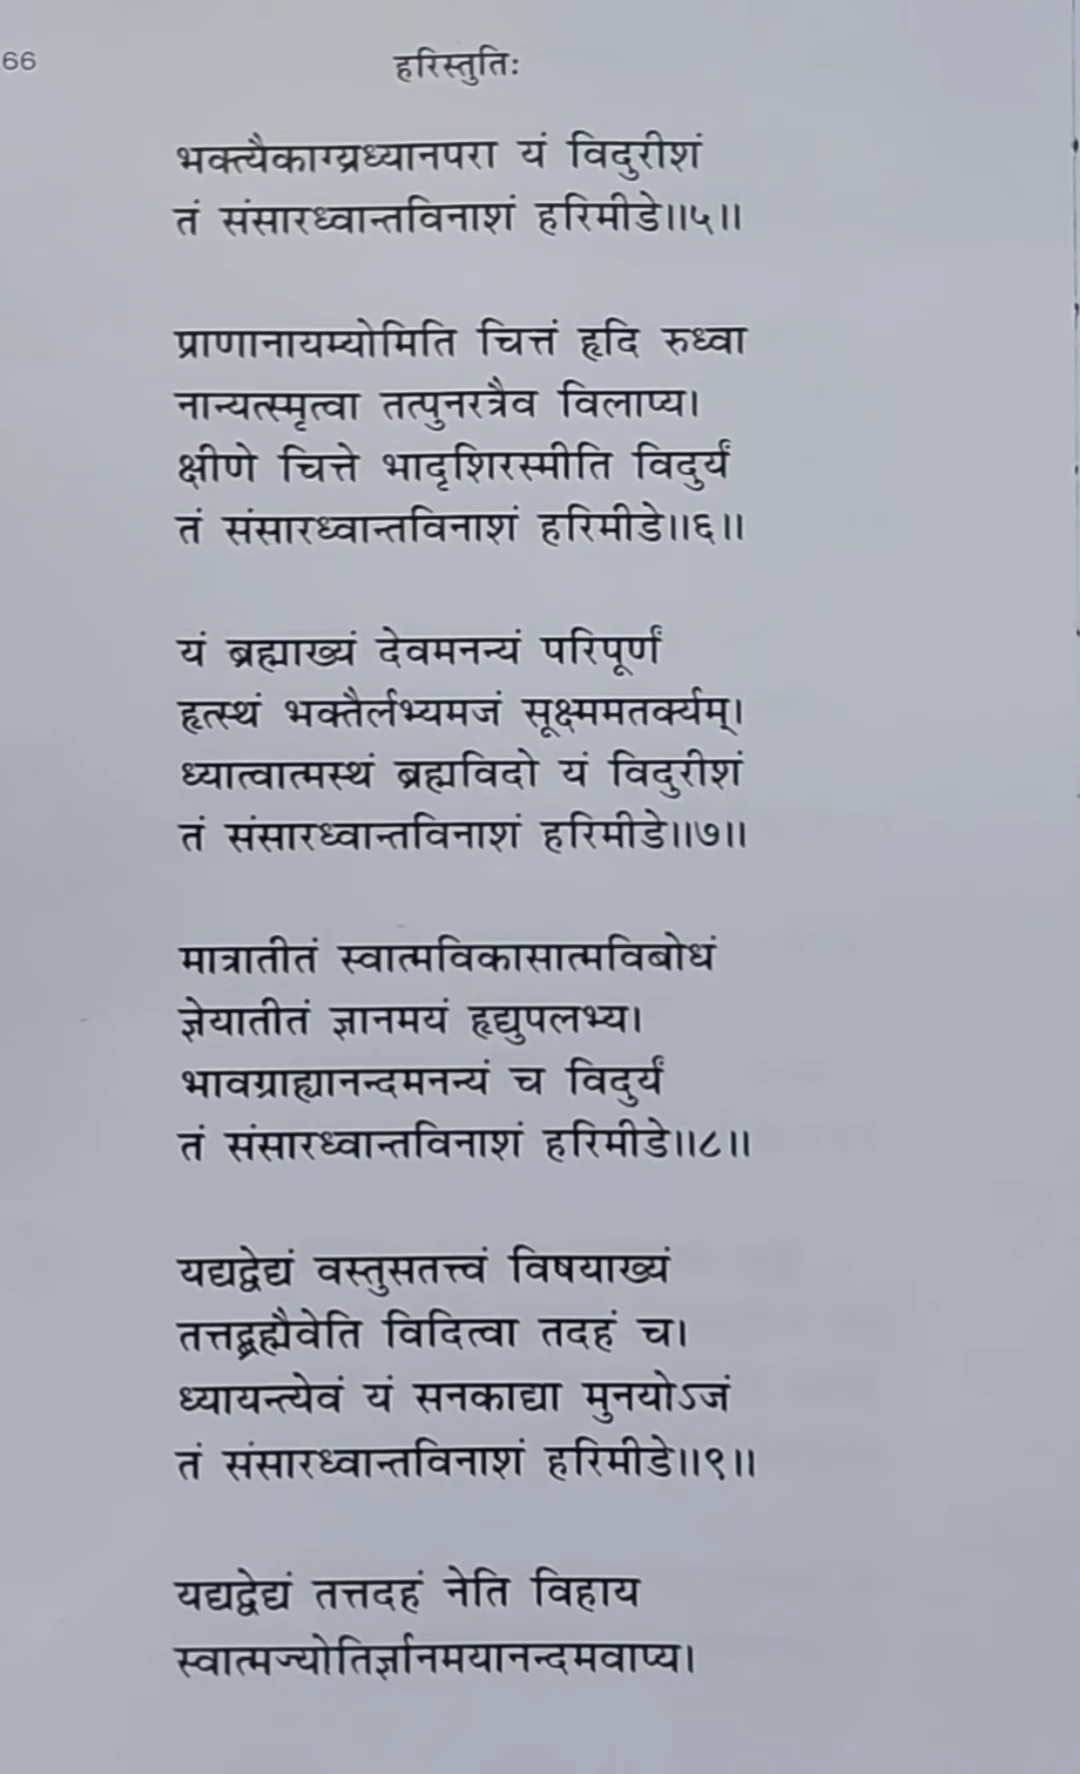 66
हरिस्तुतिः
भक्त्यैकाग्य्रध्यानपरा यं विदुरीशं
तं संसारध्वान्तविनाशं हरिमीडे॥५॥
प्राणानायम्योमिति चित्तं हृदि रुध्वा
नान्यत्स्मृत्वा तत्पुनरत्रैव विलाप्य।
क्षीणे चित्ते भादृशिरस्मीति विदुर्यं
तं संसारध्वान्तविनाशं हरिमीडे॥६॥
यं ब्रह्माख्यं देवमनन्यं परिपूर्णं
हृत्स्थं भक्तैर्लभ्यमजं सूक्ष्ममतर्क्यम्।
ध्यात्वात्मस्थं ब्रह्मविदो यं विदुरीशं
तं संसारध्वान्तविनाशं हरिमीडे॥७॥
मात्रातीतं स्वात्मविकासात्मविबोधं
ज्ञेयातीतं ज्ञानमयं हृद्युपलभ्य।
भावग्राह्यानन्दमनन्यं च विदुर्यं
तं संसारध्वान्तविनाशं हरिमीडे॥८॥
यद्यद्वेद्यं वस्तुसतत्त्वं विषयाख्यं
तत्तद्ब्रह्मैवेति विदित्वा तदहं च।
ध्यायन्त्येवं यं सनकाद्या मुनयोऽजं
तं संसारध्वान्तविनाशं हरिमीडे॥९॥
यद्यद्वेद्यं तत्तदहं नेति विहाय
स्वात्मज्योतिर्ज्ञानमयानन्दमवाप्य।